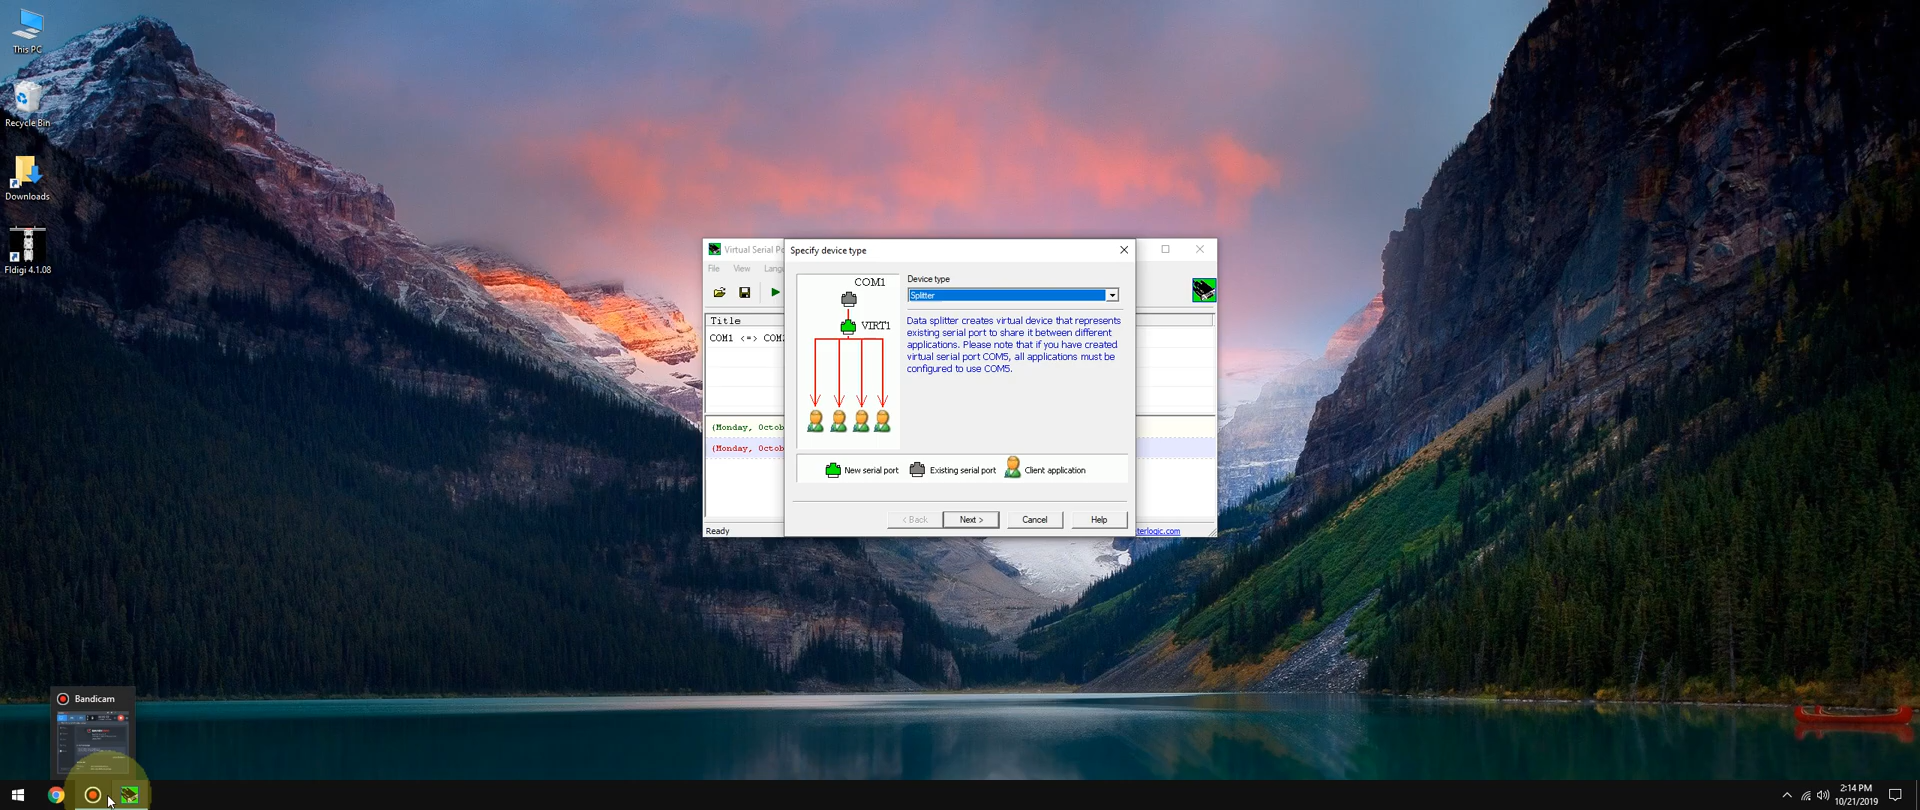 This PC
Recycle Bin
Downloads
Fldigi 4.1.08
Virtual Serial Po
File View Langu
Title
COM1 <=> COM
(Monday, Octob
(Monday, Octob
Ready
terlogic.com
Specify device type
COM1
VIRT1
Device type
Splitter
Data splitter creates virtual device that represents
existing serial port to share it between different
applications. Please note that if you have created
virtual serial port COM5, all applications must be
configured to use COM5.
New serial port Existing serial port Client application
< Back Next > Cancel Help
Bandicam
2:14 PM
10/21/2019